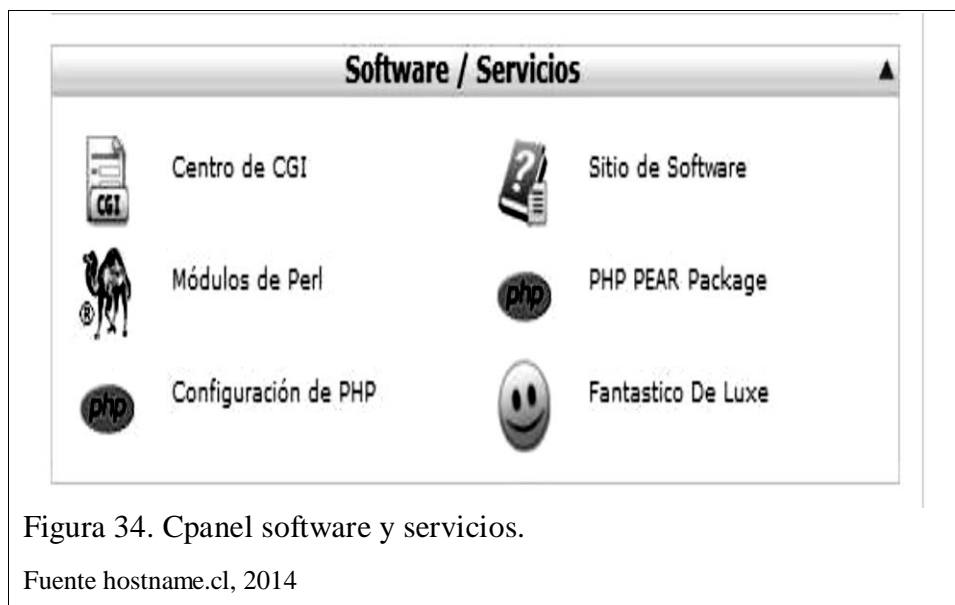 Software / Servicios ▲
CGI
Centro de CGI
?
Sitio de Software
®
Módulos de Perl
php
PHP PEAR Package
php
Configuración de PHP
Fantastico De Luxe
Figura 34. Cpanel software y servicios.
Fuente hostname.cl, 2014